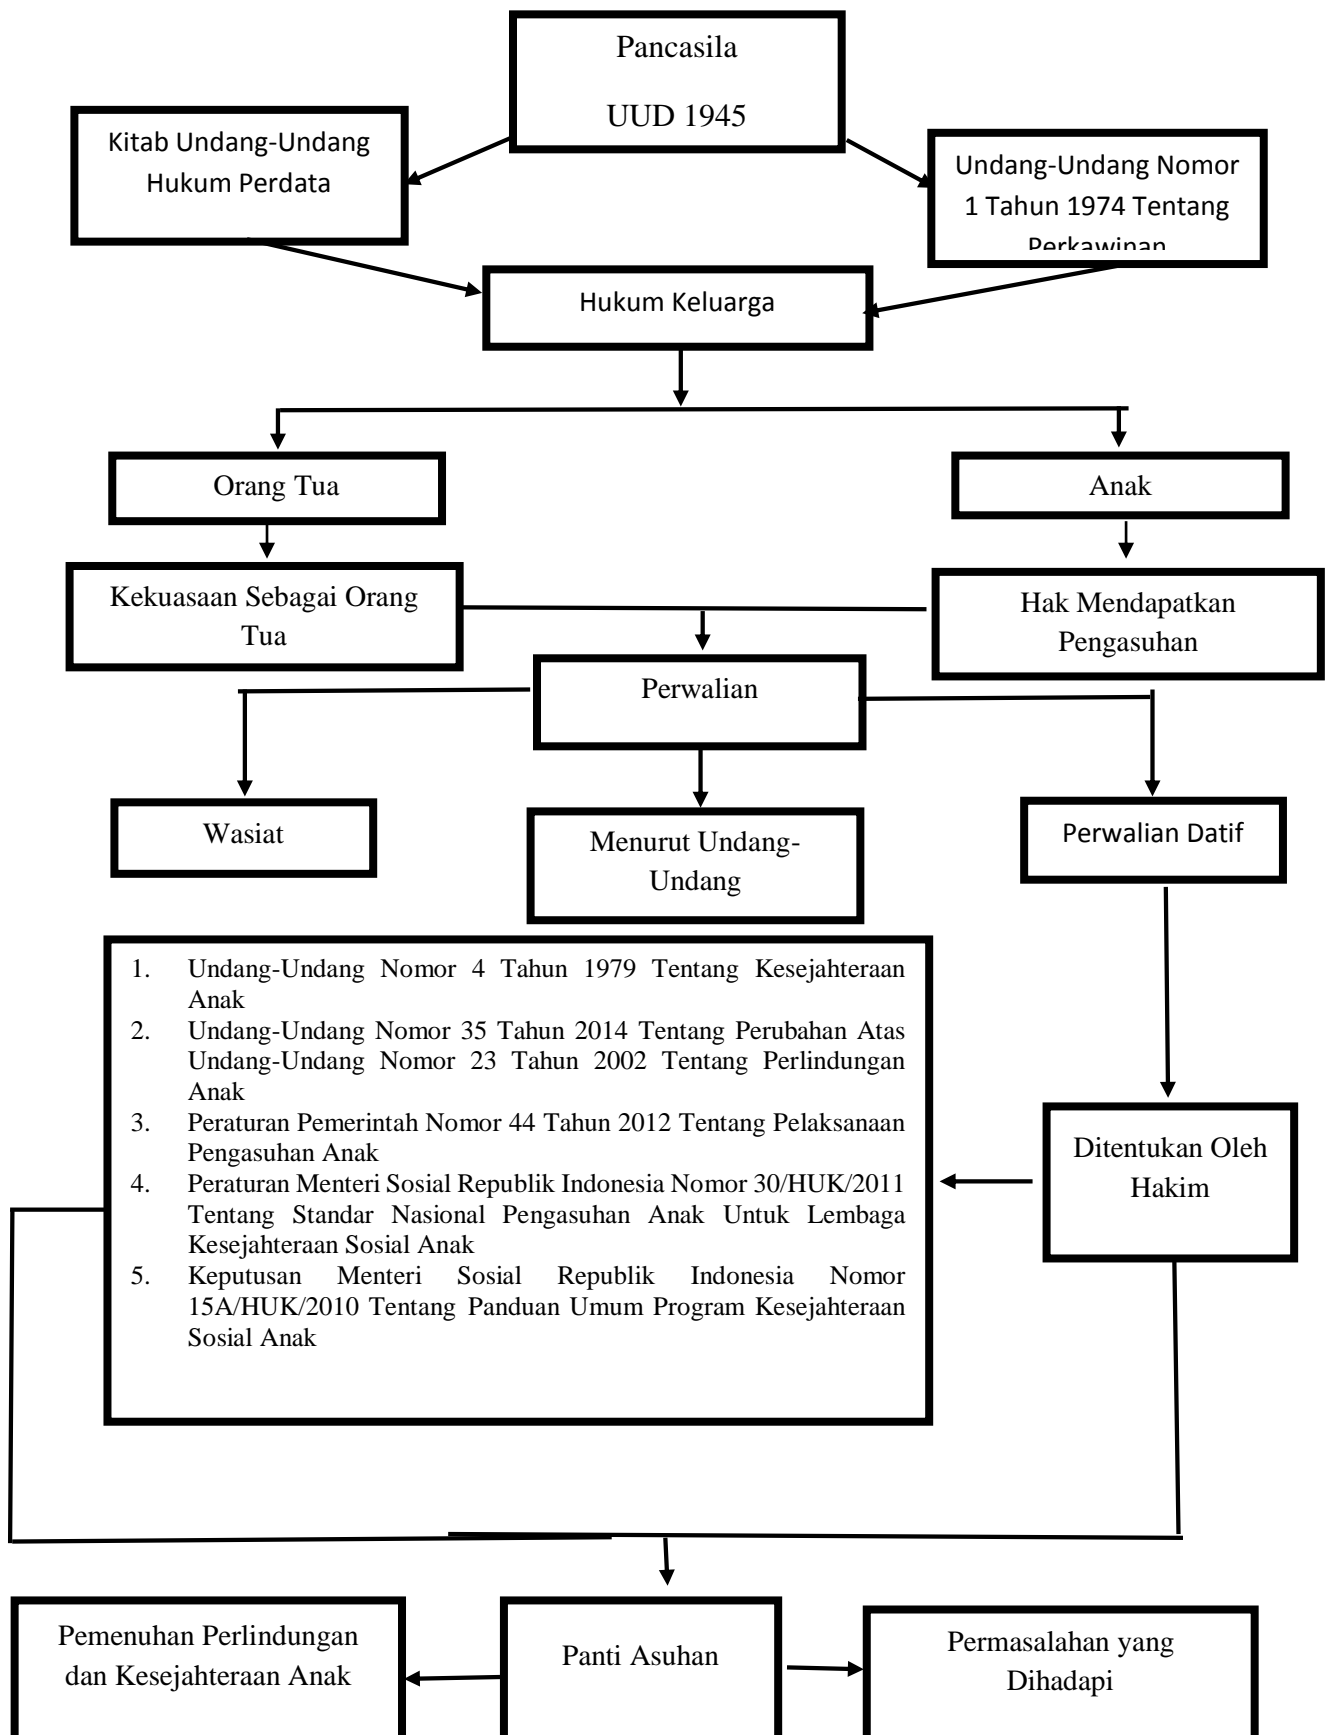 Pancasila
UUD 1945
Kitab Undang-Undang
Hukum Perdata
Undang-Undang Nomor
1 Tahun 1974 Tentang
Perkawinan
Hukum Keluarga
Orang Tua
Anak
Kekuasaan Sebagai Orang
Tua
Hak Mendapatkan
Pengasuhan
Perwalian
Wasiat
Menurut Undang-
Undang
Perwalian Datif
1. Undang-Undang Nomor 4 Tahun 1979 Tentang Kesejahteraan
Anak
2. Undang-Undang Nomor 35 Tahun 2014 Tentang Perubahan Atas
Undang-Undang Nomor 23 Tahun 2002 Tentang Perlindungan
Anak
3. Peraturan Pemerintah Nomor 44 Tahun 2012 Tentang Pelaksanaan
Pengasuhan Anak
4. Peraturan Menteri Sosial Republik Indonesia Nomor 30/HUK/2011
Tentang Standar Nasional Pengasuhan Anak Untuk Lembaga
Kesejahteraan Sosial Anak
5. Keputusan Menteri Sosial Republik Indonesia Nomor
15A/HUK/2010 Tentang Panduan Umum Program Kesejahteraan
Sosial Anak
Ditentukan Oleh
Hakim
Pemenuhan Perlindungan
dan Kesejahteraan Anak
Panti Asuhan
Permasalahan yang
Dihadapi